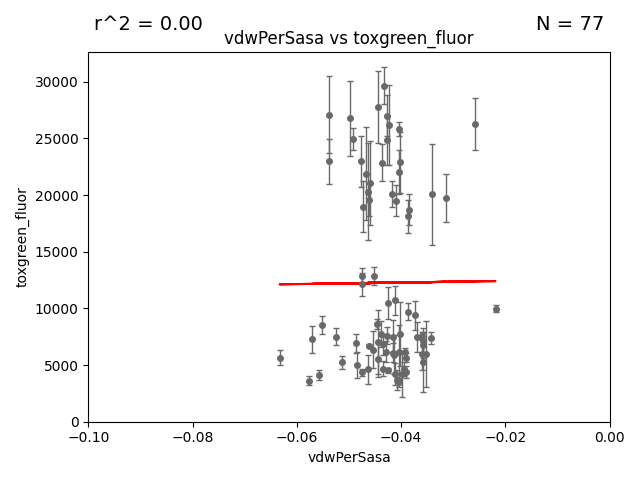 r^2 = 0.00
N = 77
vdwPerSasa vs toxgreen_fluor
30000
25000
20000
15000
10000
5000
0
toxgreen_fluor
−0.10
−0.08
−0.06
−0.04
−0.02
0.00
vdwPerSasa